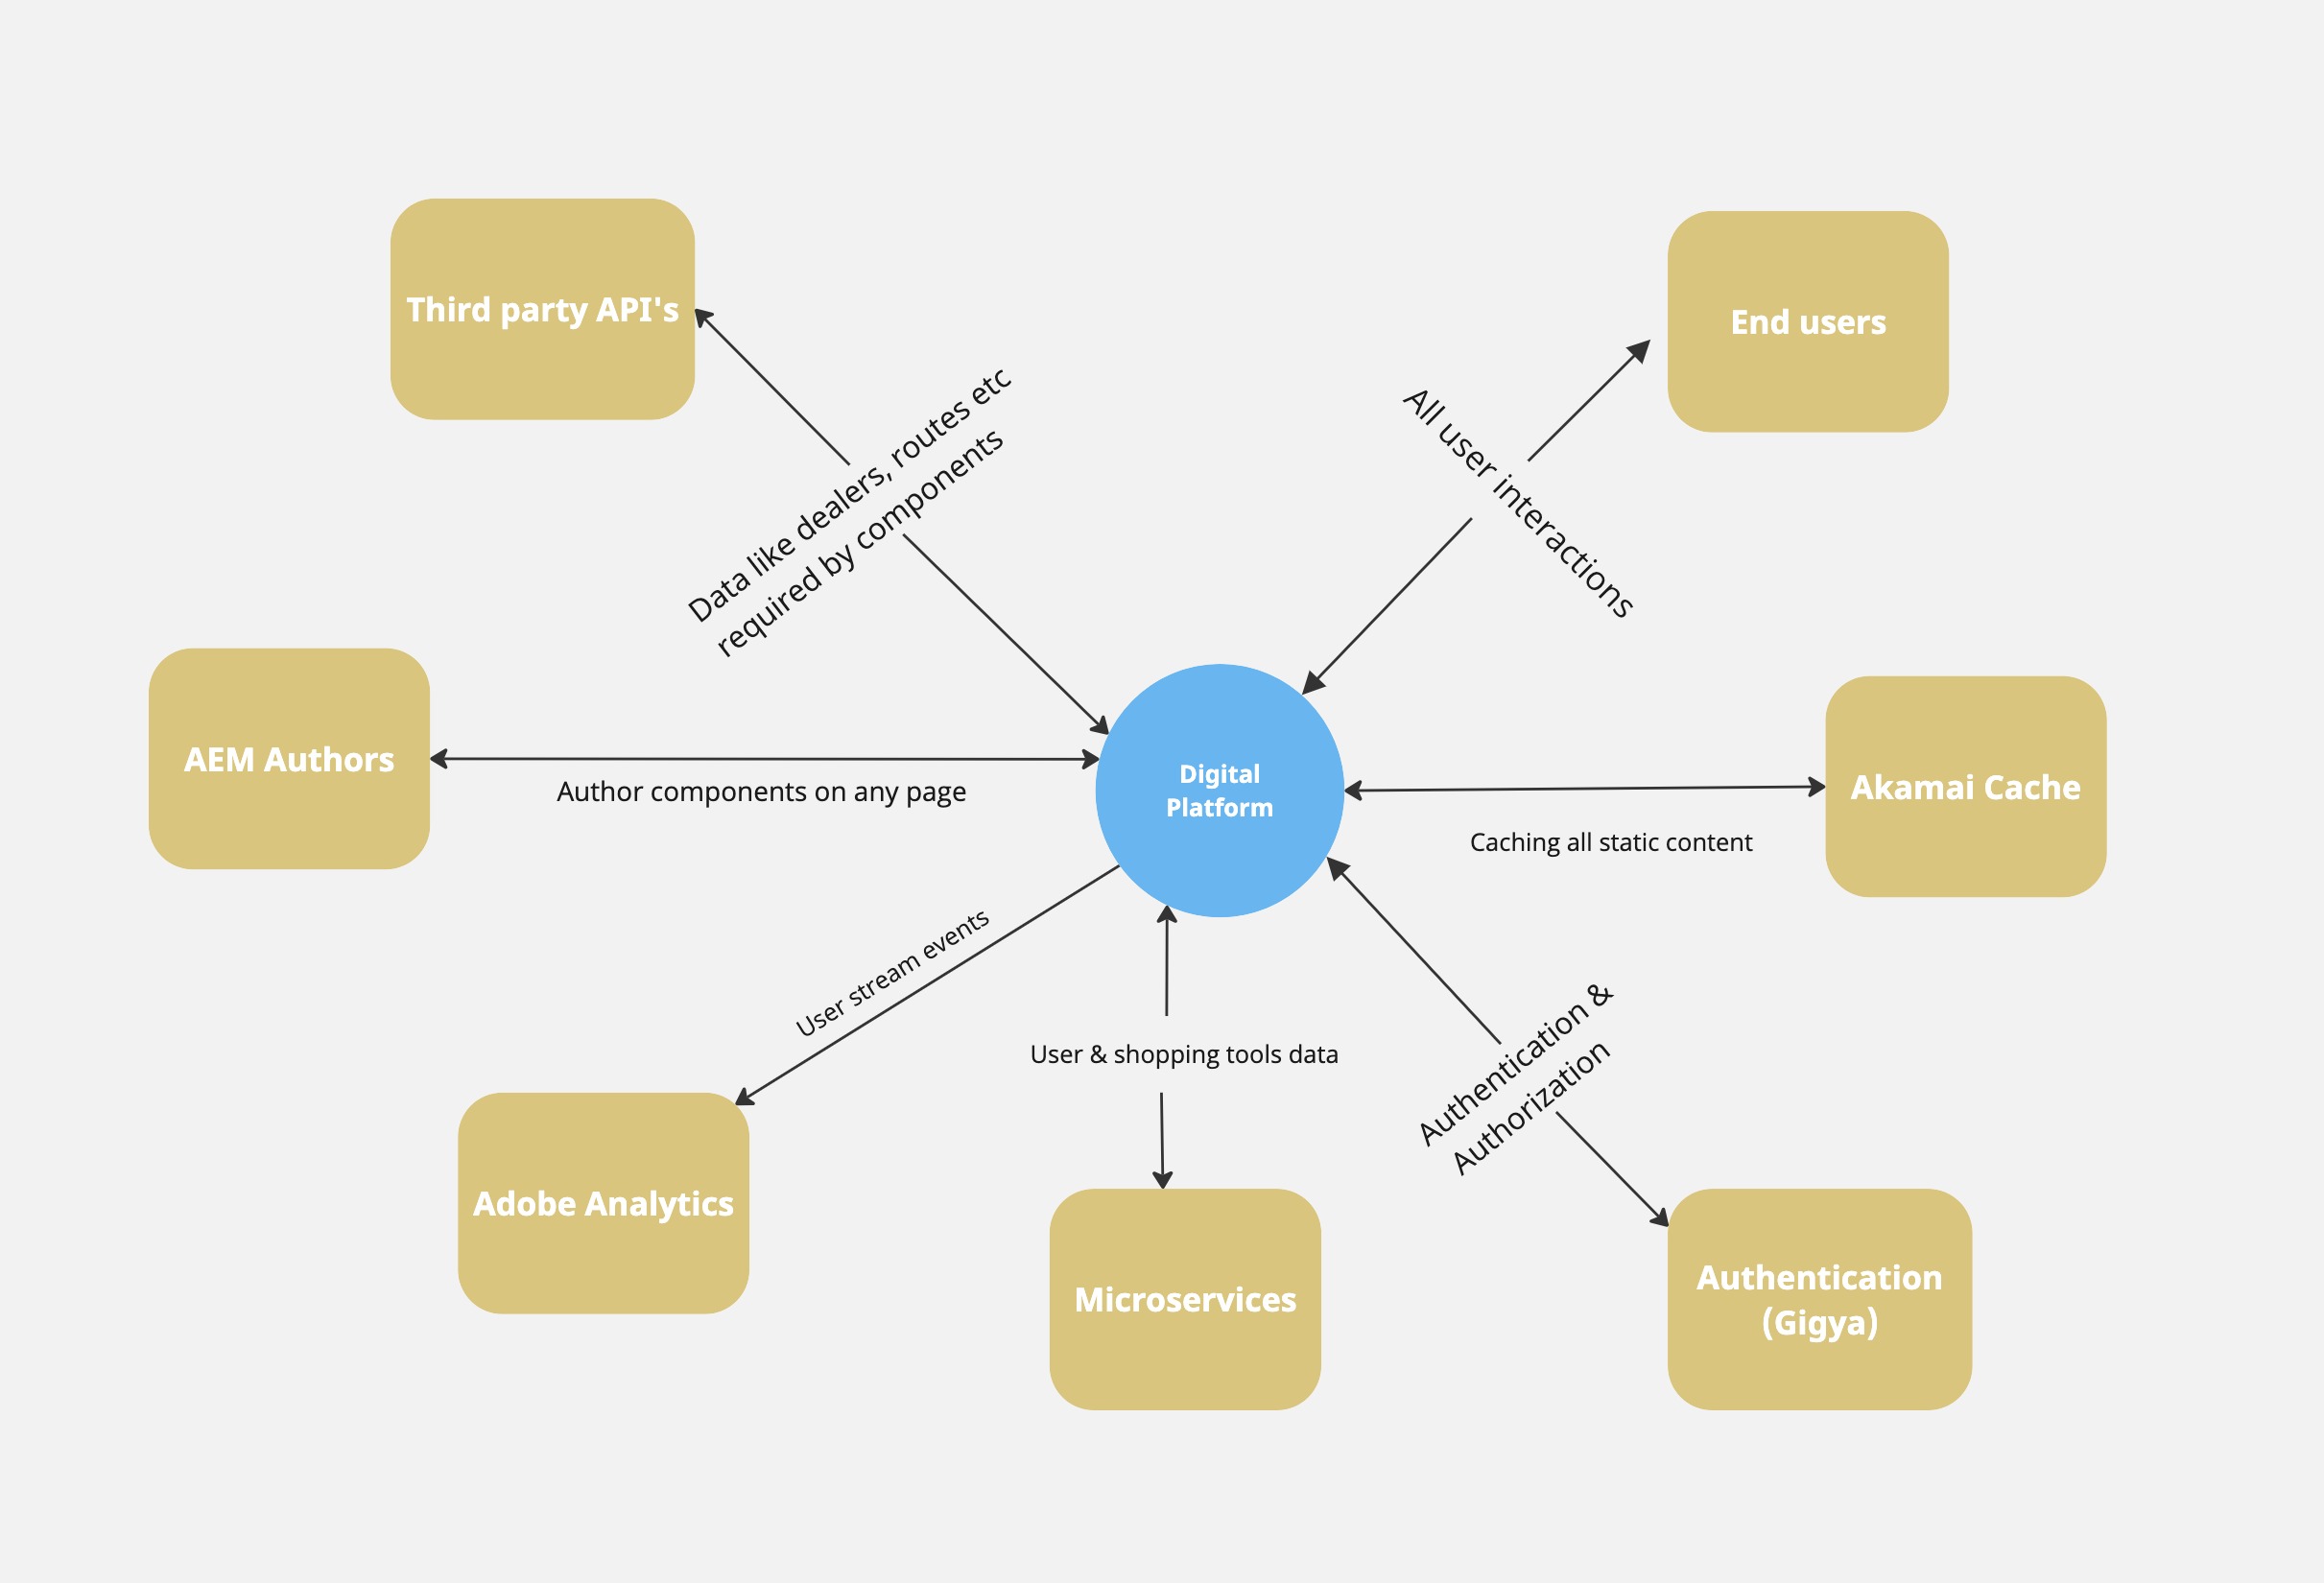 Third party API's
End users
Data like dealers, routes etc
required by components
All user interactions
AEM Authors
Author components on any page
Digital
Platform
Akamai Cache
Caching all static content
User stream events
User & shopping tools data
Authentication &
Authorization
Adobe Analytics
Microservices
Authentication
(Gigya)